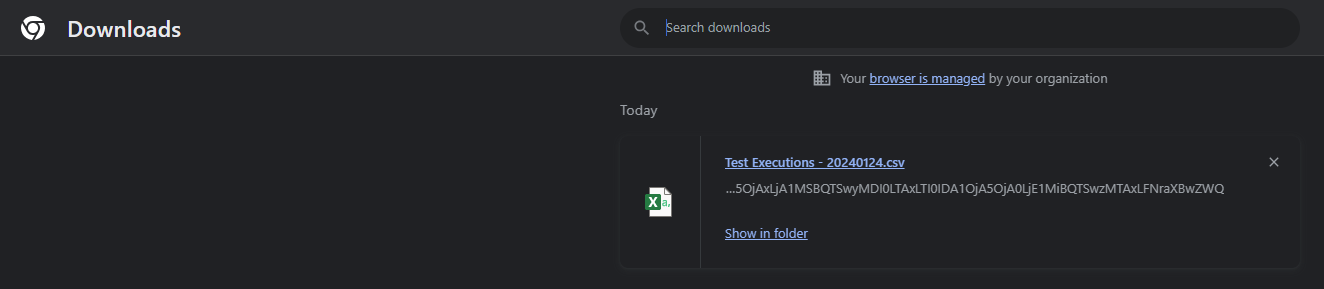 Downloads
Search downloads
Your browser is managed by your organization
Today
Test Executions - 20240124.csv
...5OjAxLjA1MSBQTSwyMDI0LTAxLTI0IDA1OjA5OjA0LjE1MiBQTSwzMTAxLFNraXBwZWQ
Show in folder